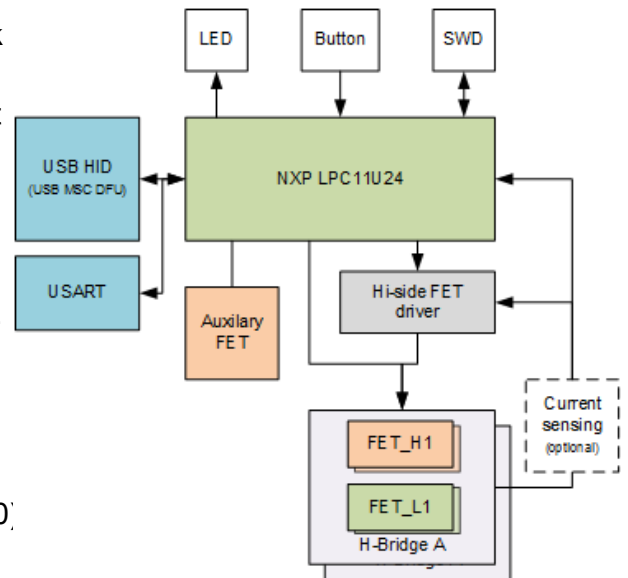 LED
Button
SWD
USB HID
(USB MSC DFU)
NXP LPC11U24
USART
Auxilary
FET
Hi-side FET
driver
Current
sensing
(optional)
FET_H1
FET_L1
H-Bridge A